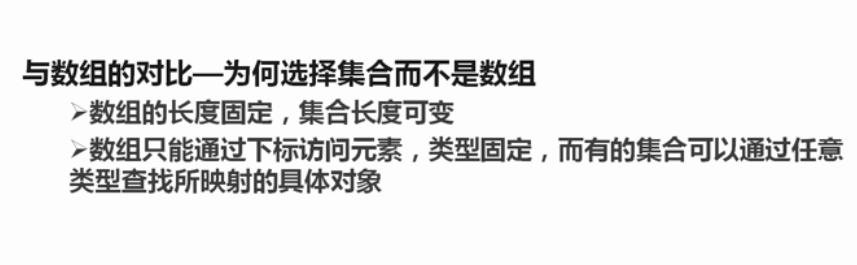 与数组的对比—为何选择集合而不是数组
➢数组的长度固定，集合长度可变
➢数组只能通过下标访问元素，类型固定，而有的集合可以通过任意
类型查找所映射的具体对象